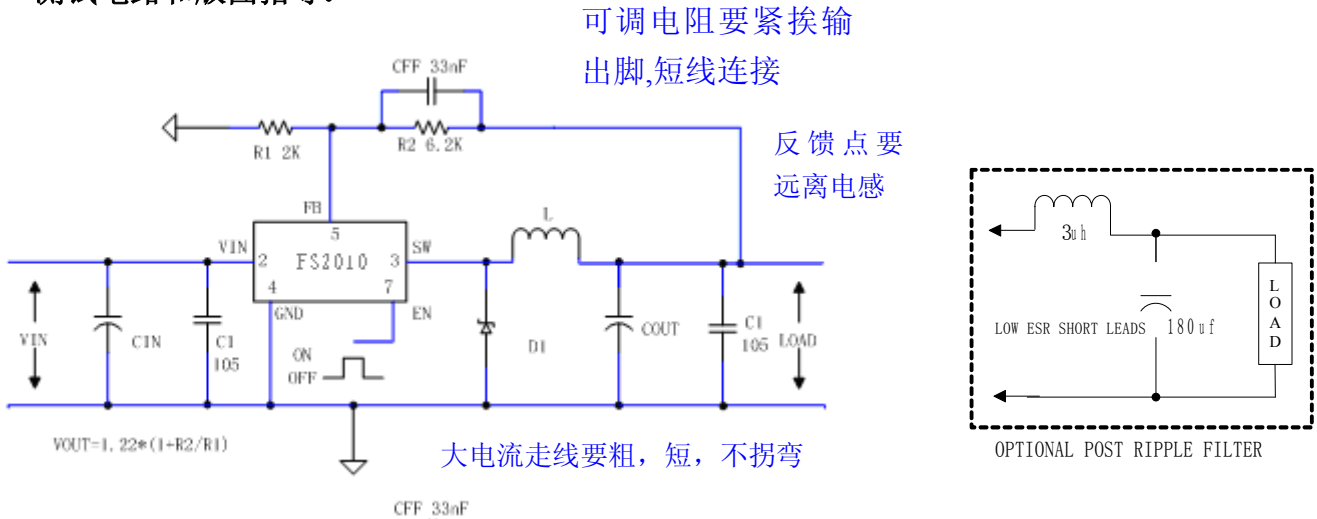 可调电阻要紧挨输
出脚,短线连接
CFF 33nF
R1 2K
R2 6.2K
反馈点要
远离电感
FB
5
L
VIN
SW
2
FS2010
3
4
7
GND
EN
3uh
LOAD
VIN
CIN
C1
105
ON
OFF
D1
COUT
C1
105
LOAD
LOW ESR SHORT LEADS
180uf
VOUT=1.22*(1+R2/R1)
大电流走线要粗，短，不拐弯
OPTIONAL POST RIPPLE FILTER
CFF 33nF